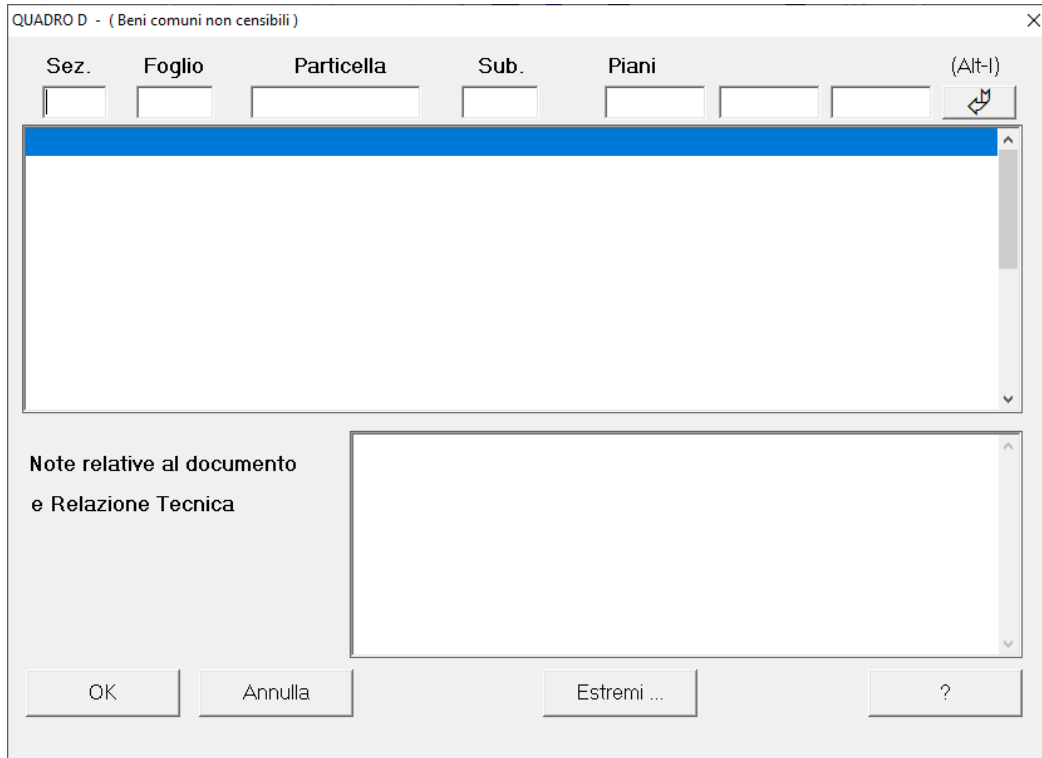 QUADRO D - ( Beni comuni non censibili )
Sez. Foglio Particella Sub. Piani (Alt-I)
Note relative al documento
e Relazione Tecnica
OK Annulla Estremi ... ?